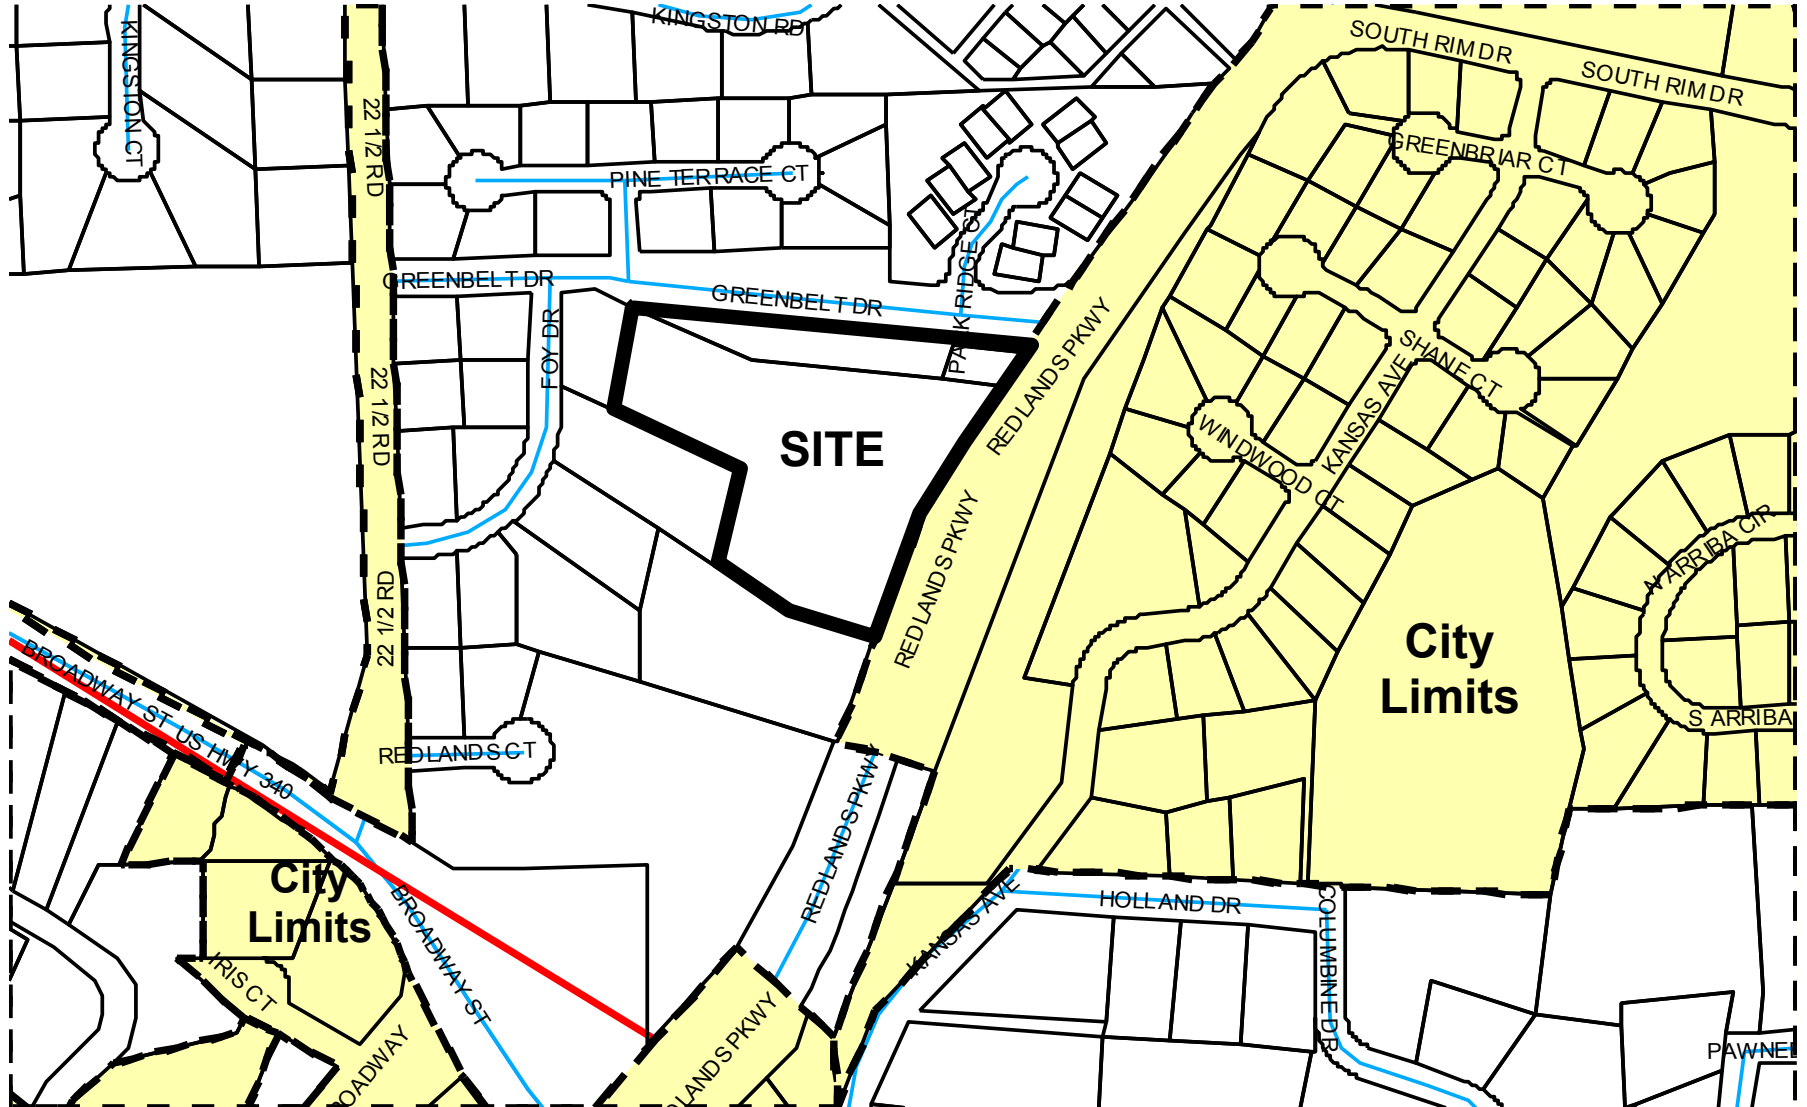 KINGSTON RD
SOUTH RIM DR
SOUTH RIM DR
KINGSTON CT
22 1/2 RD
PINE TERRACE CT
GREENBRIAR CT
PARK RIDGE CT
GREENBELT DR
GREENBELT DR
FOY DR
22 1/2 RD
REDLANDS PKWY
SHANE CT
KANSAS AVE
SITE
WINDWOOD CT
REDLANDS PKWY
N ARRIBA CIR
22 1/2 RD
City
Limits
BROADWAY ST
US HWY 340
S ARRIBA
REDLANDS CT
REDLANDS PKWY
City
Limits
BROADWAY ST
KANSAS AVE
HOLLAND DR
COLUMBINE DR
IRIS CT
OADWAY
DLANDS PKWY
PAWNEE